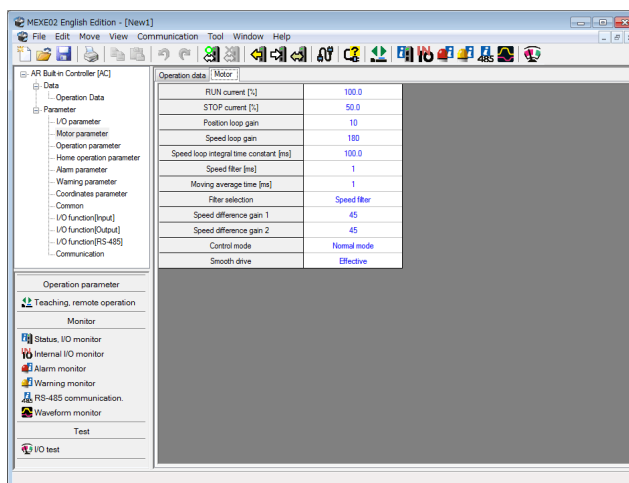 MEXE02 English Edition - [New1]
File Edit Move View Communication Tool Window Help
AR Built-in Controller [AC]
Data
Operation Data
Parameter
I/O parameter
Motor parameter
Operation parameter
Home operation parameter
Alarm parameter
Warning parameter
Coordinates parameter
Common
I/O function[Input]
I/O function[Output]
I/O function[RS-485]
Communication
Operation parameter
Teaching, remote operation
Monitor
Status, I/O monitor
Internal I/O monitor
Alarm monitor
Warning monitor
RS-485 communication.
Waveform monitor
Test
I/O test
Operation data Motor
RUN current [%] 100.0
STOP current [%] 50.0
Position loop gain 10
Speed loop gain 180
Speed loop integral time constant [ms] 100.0
Speed filter [ms] 1
Moving average time [ms] 1
Filter selection Speed filter
Speed difference gain 1 45
Speed difference gain 2 45
Control mode Normal mode
Smooth drive Effective